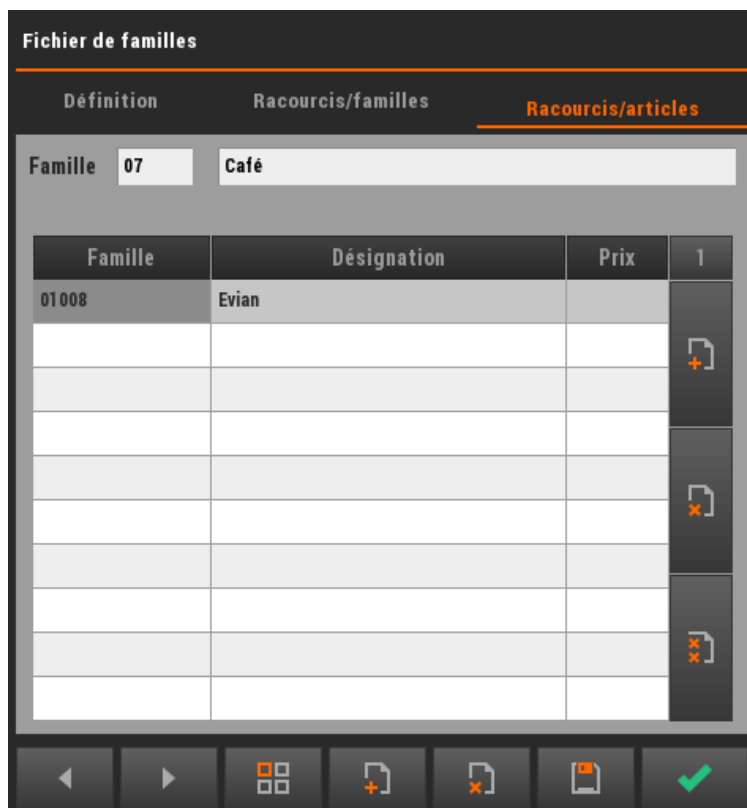 Fichier de familles
Définition Racourcis/familles Racourcis/articles
Famille 07 Café
Famille Désignation Prix 1
01008 Evian